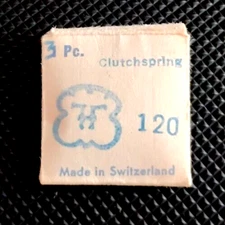 3 Pc.
Clutchspring
120
Made in Switzerland